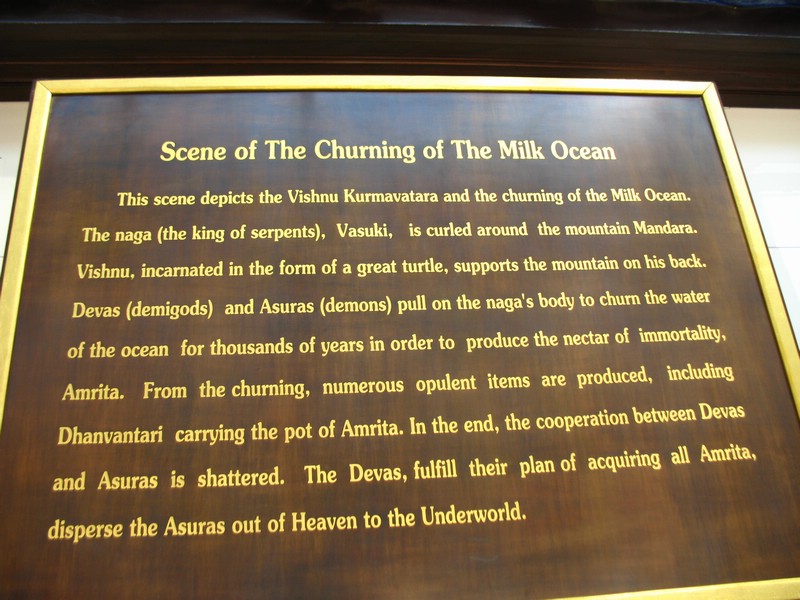 Scene of The Churning of The Milk Ocean
This scene depicts the Vishnu Kurmavatara and the churning of the Milk Ocean.
The naga (the king of serpents), Vasuki, is curled around the mountain Mandara.
Vishnu, incarnated in the form of a great turtle, supports the mountain on his back.
Devas (demigods) and Asuras (demons) pull on the naga's body to churn the water
of the ocean for thousands of years in order to produce the nectar of immortality,
Amrita. From the churning, numerous opulent items are produced, including
Dhanvantari carrying the pot of Amrita. In the end, the cooperation between Devas
and Asuras is shattered. The Devas, fulfill their plan of acquiring all Amrita,
disperse the Asuras out of Heaven to the Underworld.